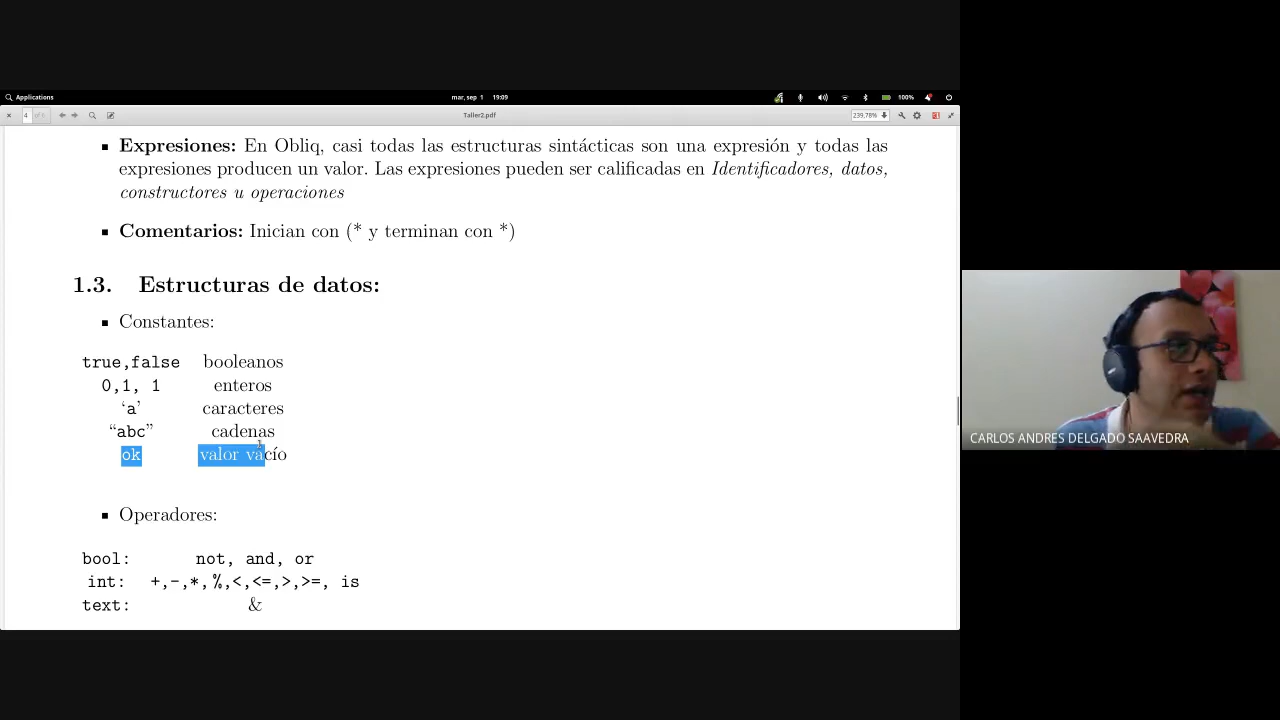 Applications
mar, sep 1 19:09
100%
4
Taller2.pdf
239,78%
▪ Expresiones: En Obliq, casi todas las estructuras sintácticas son una expresión y todas las
expresiones producen un valor. Las expresiones pueden ser calificadas en Identificadores, datos,
constructores u operaciones
▪ Comentarios: Inician con (* y terminan con *)
1.3. Estructuras de datos:
▪ Constantes:
true,false booleanos
0,1, 1 enteros
‘a’ caracteres
“abc” cadenas
ok valor vacío
▪ Operadores:
bool: not, and, or
int: +,-,*,%,<,<=,>,>=, is
text: &
CARLOS ANDRES DELGADO SAAVEDRA